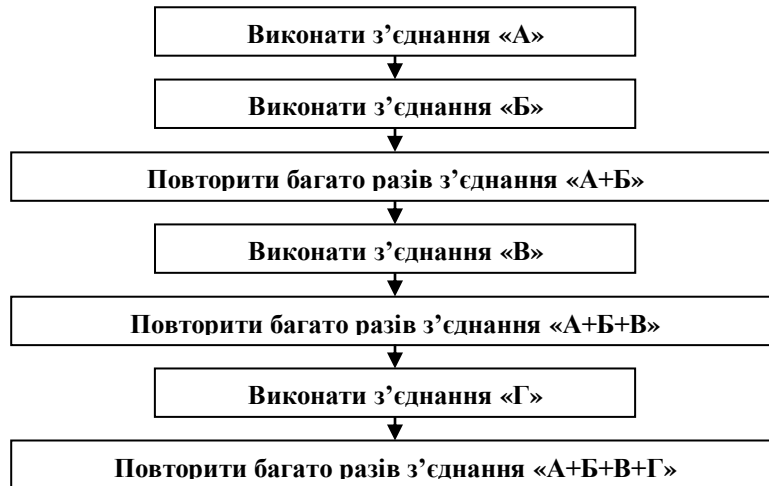 Виконати з’єднання «А»
Виконати з’єднання «Б»
Повторити багато разів з’єднання «А+Б»
Виконати з’єднання «В»
Повторити багато разів з’єднання «А+Б+В»
Виконати з’єднання «Г»
Повторити багато разів з’єднання «А+Б+В+Г»